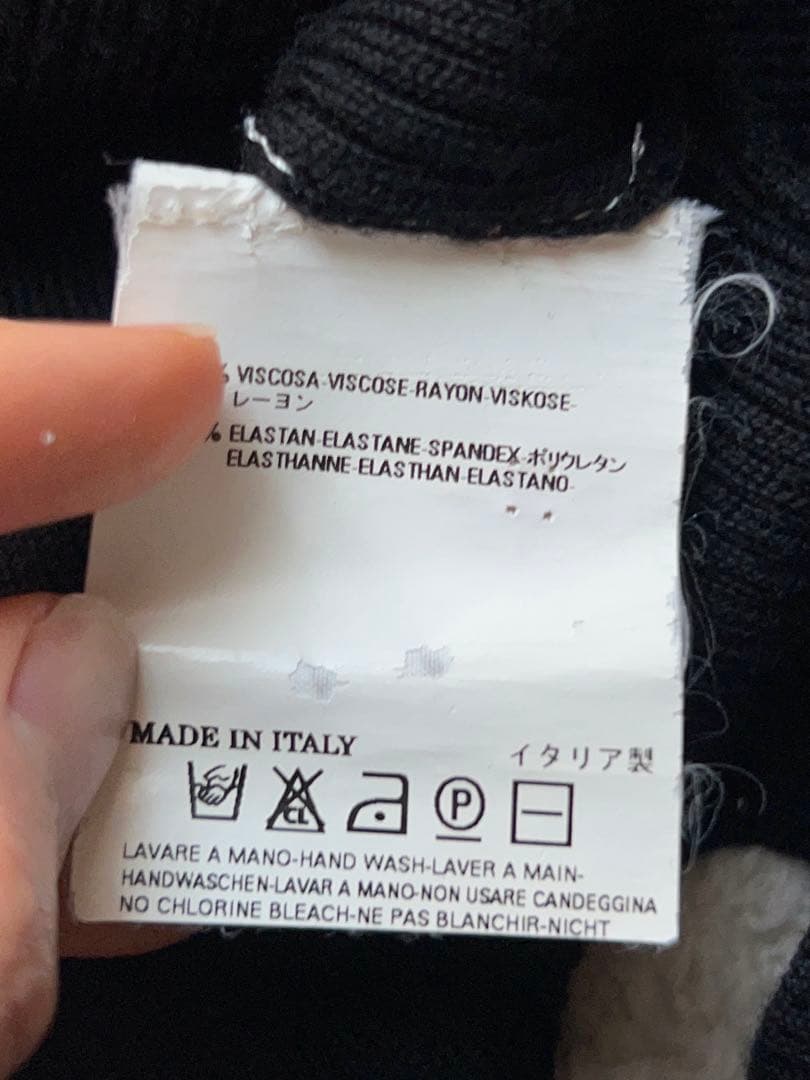 % VISCOSA-VISCOSE-RAYON-VISKOSE-
レーヨン
% ELASTAN-ELASTANE-SPANDEX-ポリウレタン
ELASTHANNE-ELASTHAN-ELASTANO-
MADE IN ITALY
イタリア製
CL
P
LAVARE A MANO-HAND WASH-LAVER A MAIN-
HANDWASCHEN-LAVAR A MANO-NON USARE CANDEGGINA
NO CHLORINE BLEACH-NE PAS BLANCHIR-NICHT